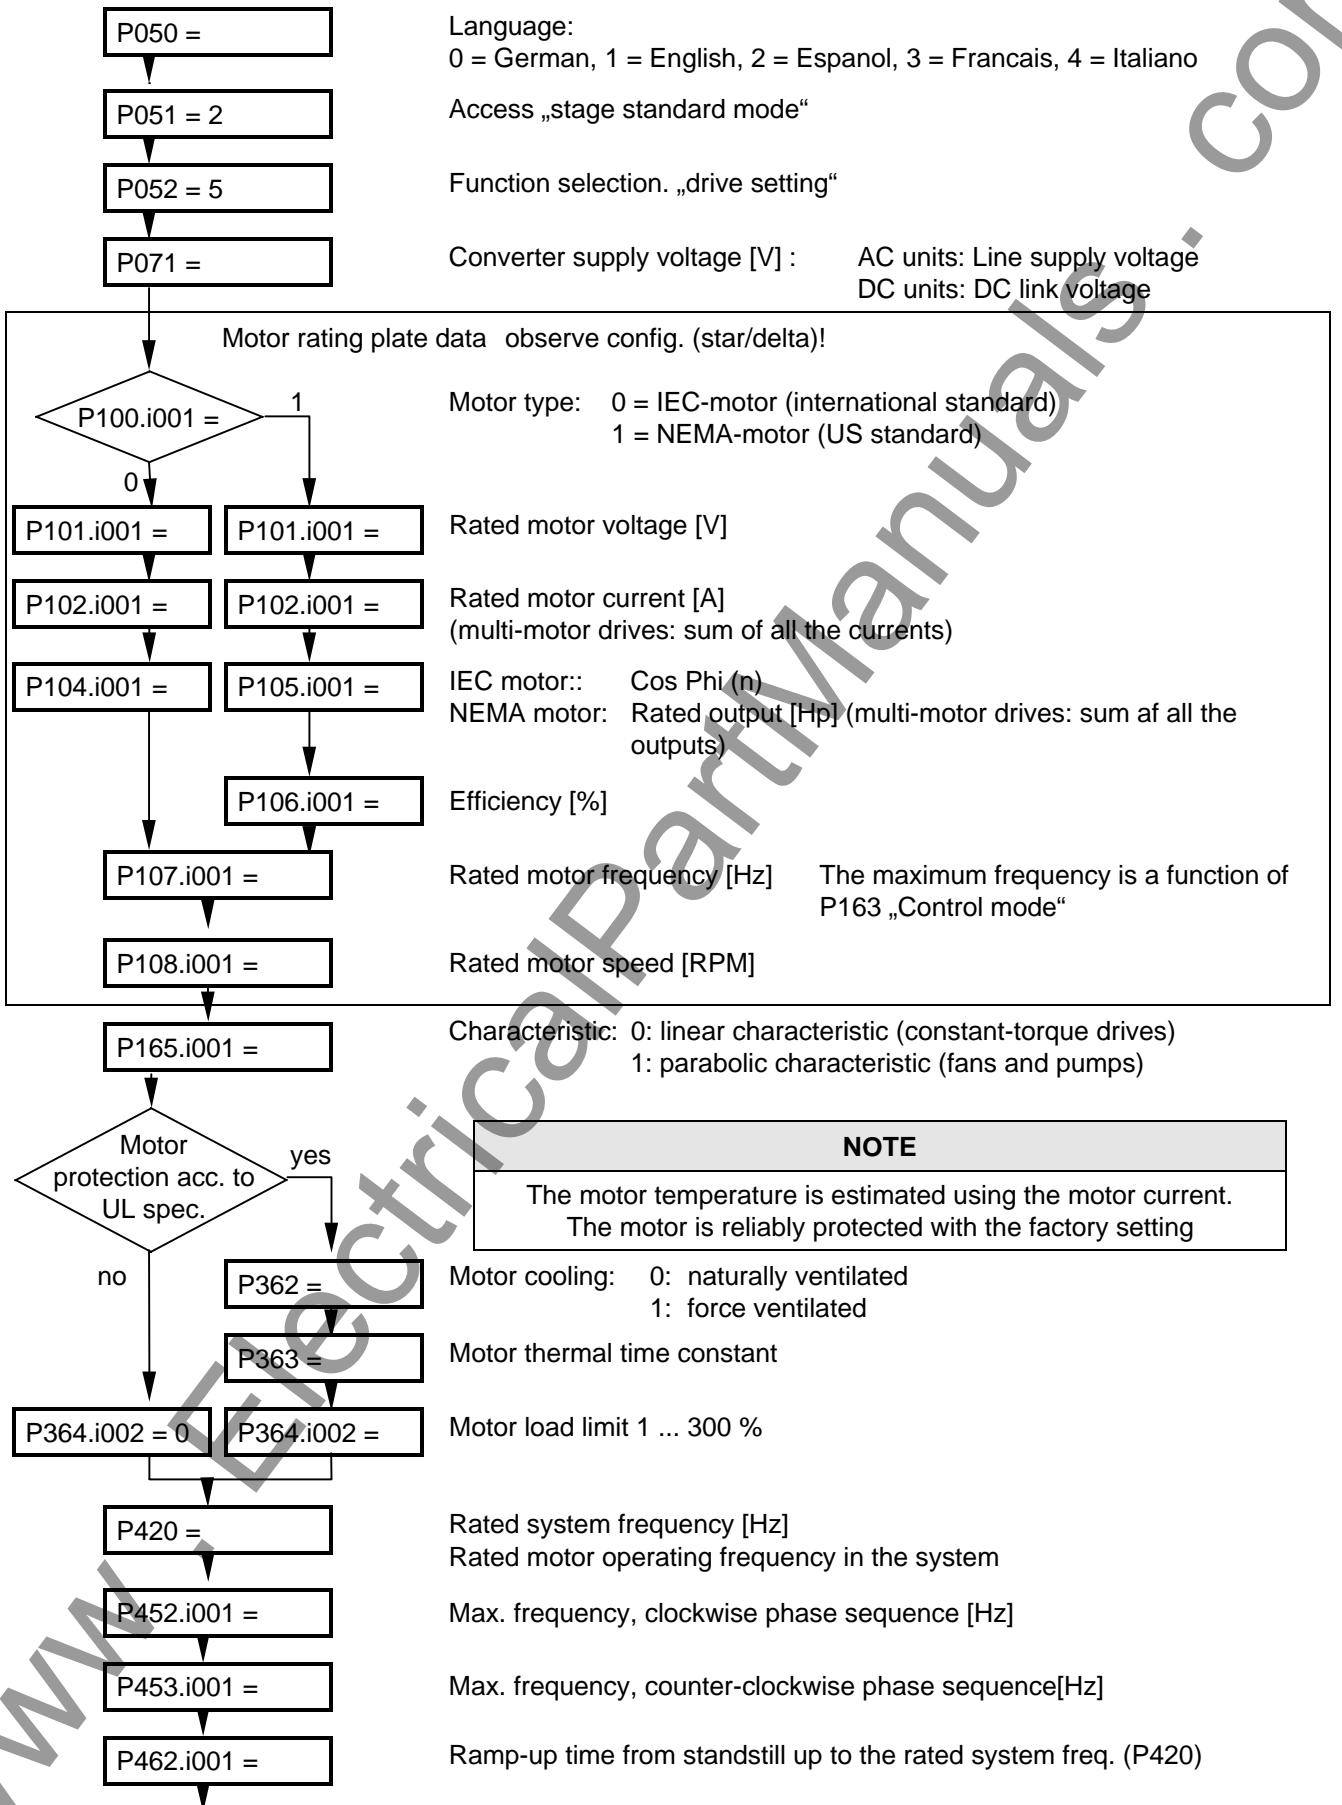 P050 =
Language:
0 = German, 1 = English, 2 = Espanol, 3 = Francais, 4 = Italiano
P051 = 2
Access „stage standard mode“
P052 = 5
Function selection. „drive setting“
P071 =
Converter supply voltage [V] : AC units: Line supply voltage
DC units: DC link voltage
Motor rating plate data observe config. (star/delta)!
P100.i001 =
1
0
Motor type: 0 = IEC-motor (international standard)
1 = NEMA-motor (US standard)
P101.i001 = P101.i001 =
Rated motor voltage [V]
P102.i001 = P102.i001 =
Rated motor current [A]
(multi-motor drives: sum of all the currents)
P104.i001 = P105.i001 =
IEC motor:: Cos Phi (n)
NEMA motor: Rated output [Hp] (multi-motor drives: sum af all the
outputs)
P106.i001 =
Efficiency [%]
P107.i001 =
Rated motor frequency [Hz] The maximum frequency is a function of
P163 „Control mode“
P108.i001 =
Rated motor speed [RPM]
P165.i001 =
Characteristic: 0: linear characteristic (constant-torque drives)
1: parabolic characteristic (fans and pumps)
Motor
protection acc. to
UL spec.
yes
no
NOTE
The motor temperature is estimated using the motor current.
The motor is reliably protected with the factory setting
P362 =
Motor cooling: 0: naturally ventilated
1: force ventilated
P363 =
Motor thermal time constant
P364.i002 = 0 P364.i002 =
Motor load limit 1 ... 300 %
P420 =
Rated system frequency [Hz]
Rated motor operating frequency in the system
P452.i001 =
Max. frequency, clockwise phase sequence [Hz]
P453.i001 =
Max. frequency, counter-clockwise phase sequence[Hz]
P462.i001 =
Ramp-up time from standstill up to the rated system freq. (P420)
ww . ElectricalPartManuals . com